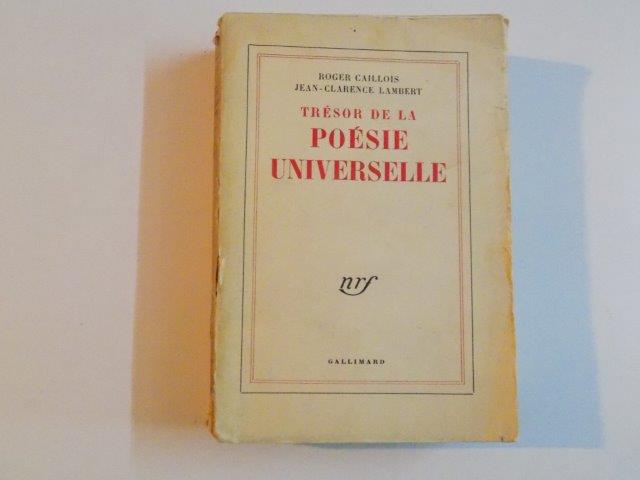 ROGER CAILLOIS
JEAN-CLARENCE LAMBERT
TRÉSOR DE LA
POÉSIE
UNIVERSELLE
nrf
GALLIMARD